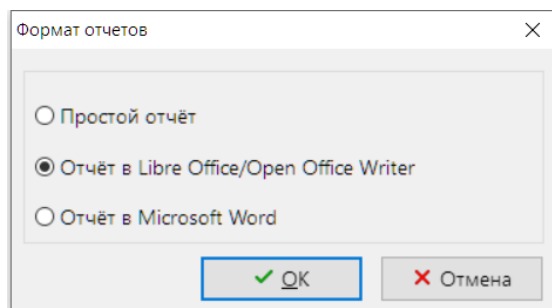 Формат отчетов
Простой отчёт
Отчёт в Libre Office/Open Office Writer
Отчёт в Microsoft Word
OK
Отмена